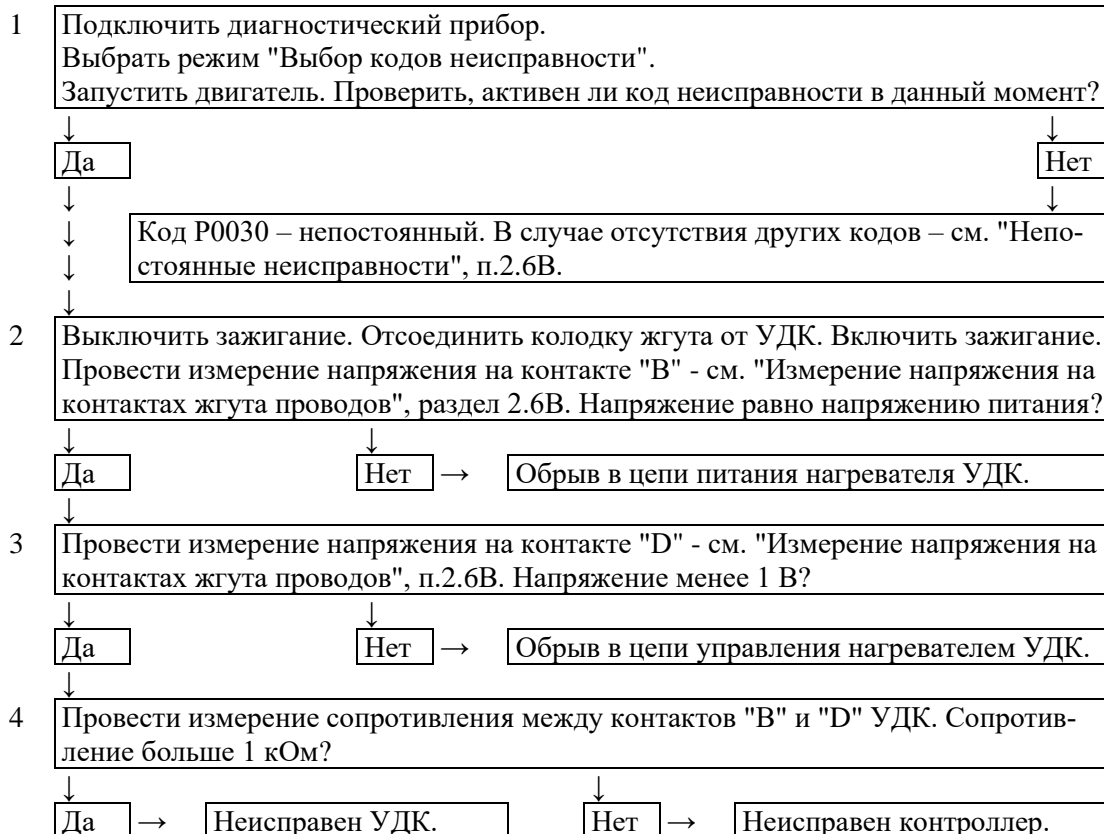 1 Подключить диагностический прибор.
Выбрать режим "Выбор кодов неисправности".
Запустить двигатель. Проверить, активен ли код неисправности в данный момент?
↓ ↓
Да Нет
↓ ↓
↓ Код Р0030 – непостоянный. В случае отсутствия других кодов – см. "Непо-
↓ стоянные неисправности", п.2.6В.
↓
2 Выключить зажигание. Отсоединить колодку жгута от УДК. Включить зажигание.
Провести измерение напряжения на контакте "В" - см. "Измерение напряжения на
контактах жгута проводов", раздел 2.6В. Напряжение равно напряжению питания?
↓ ↓
Да Нет → Обрыв в цепи питания нагревателя УДК.
↓
3 Провести измерение напряжения на контакте "D" - см. "Измерение напряжения на
контактах жгута проводов", п.2.6В. Напряжение менее 1 В?
↓ ↓
Да Нет → Обрыв в цепи управления нагревателем УДК.
↓
4 Провести измерение сопротивления между контактов "В" и "D" УДК. Сопротив-
ление больше 1 кОм?
↓ ↓
Да → Неисправен УДК. Нет → Неисправен контроллер.